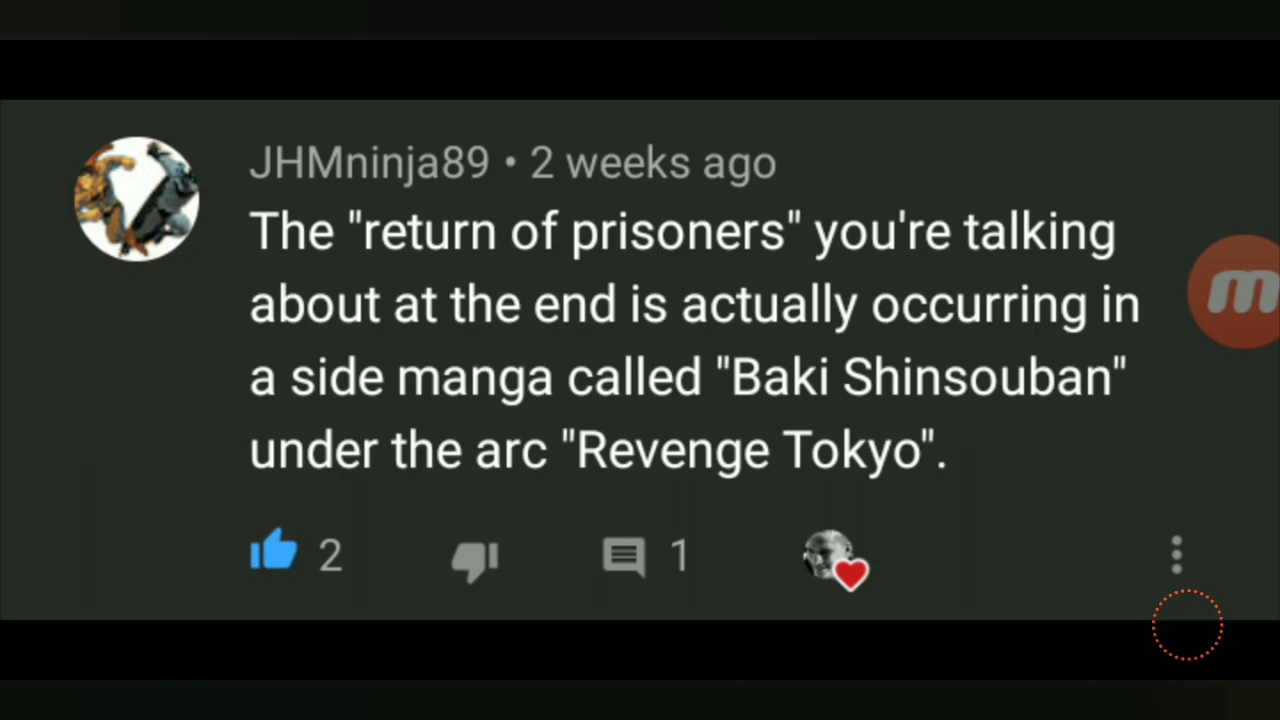 JHMninja89 • 2 weeks ago
The "return of prisoners" you're talking
about at the end is actually occurring in
a side manga called "Baki Shinsouban"
under the arc "Revenge Tokyo".
2 1
m